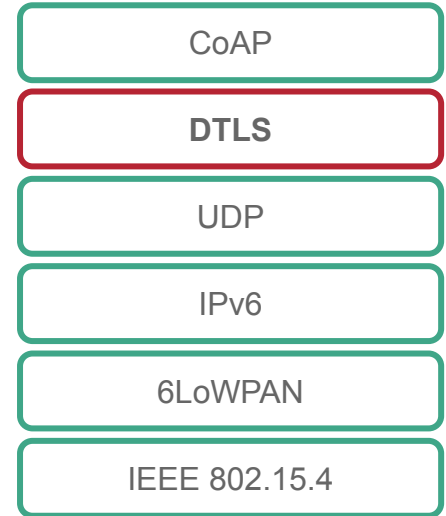 CoAP
DTLS
UDP
IPv6
6LoWPAN
IEEE 802.15.4